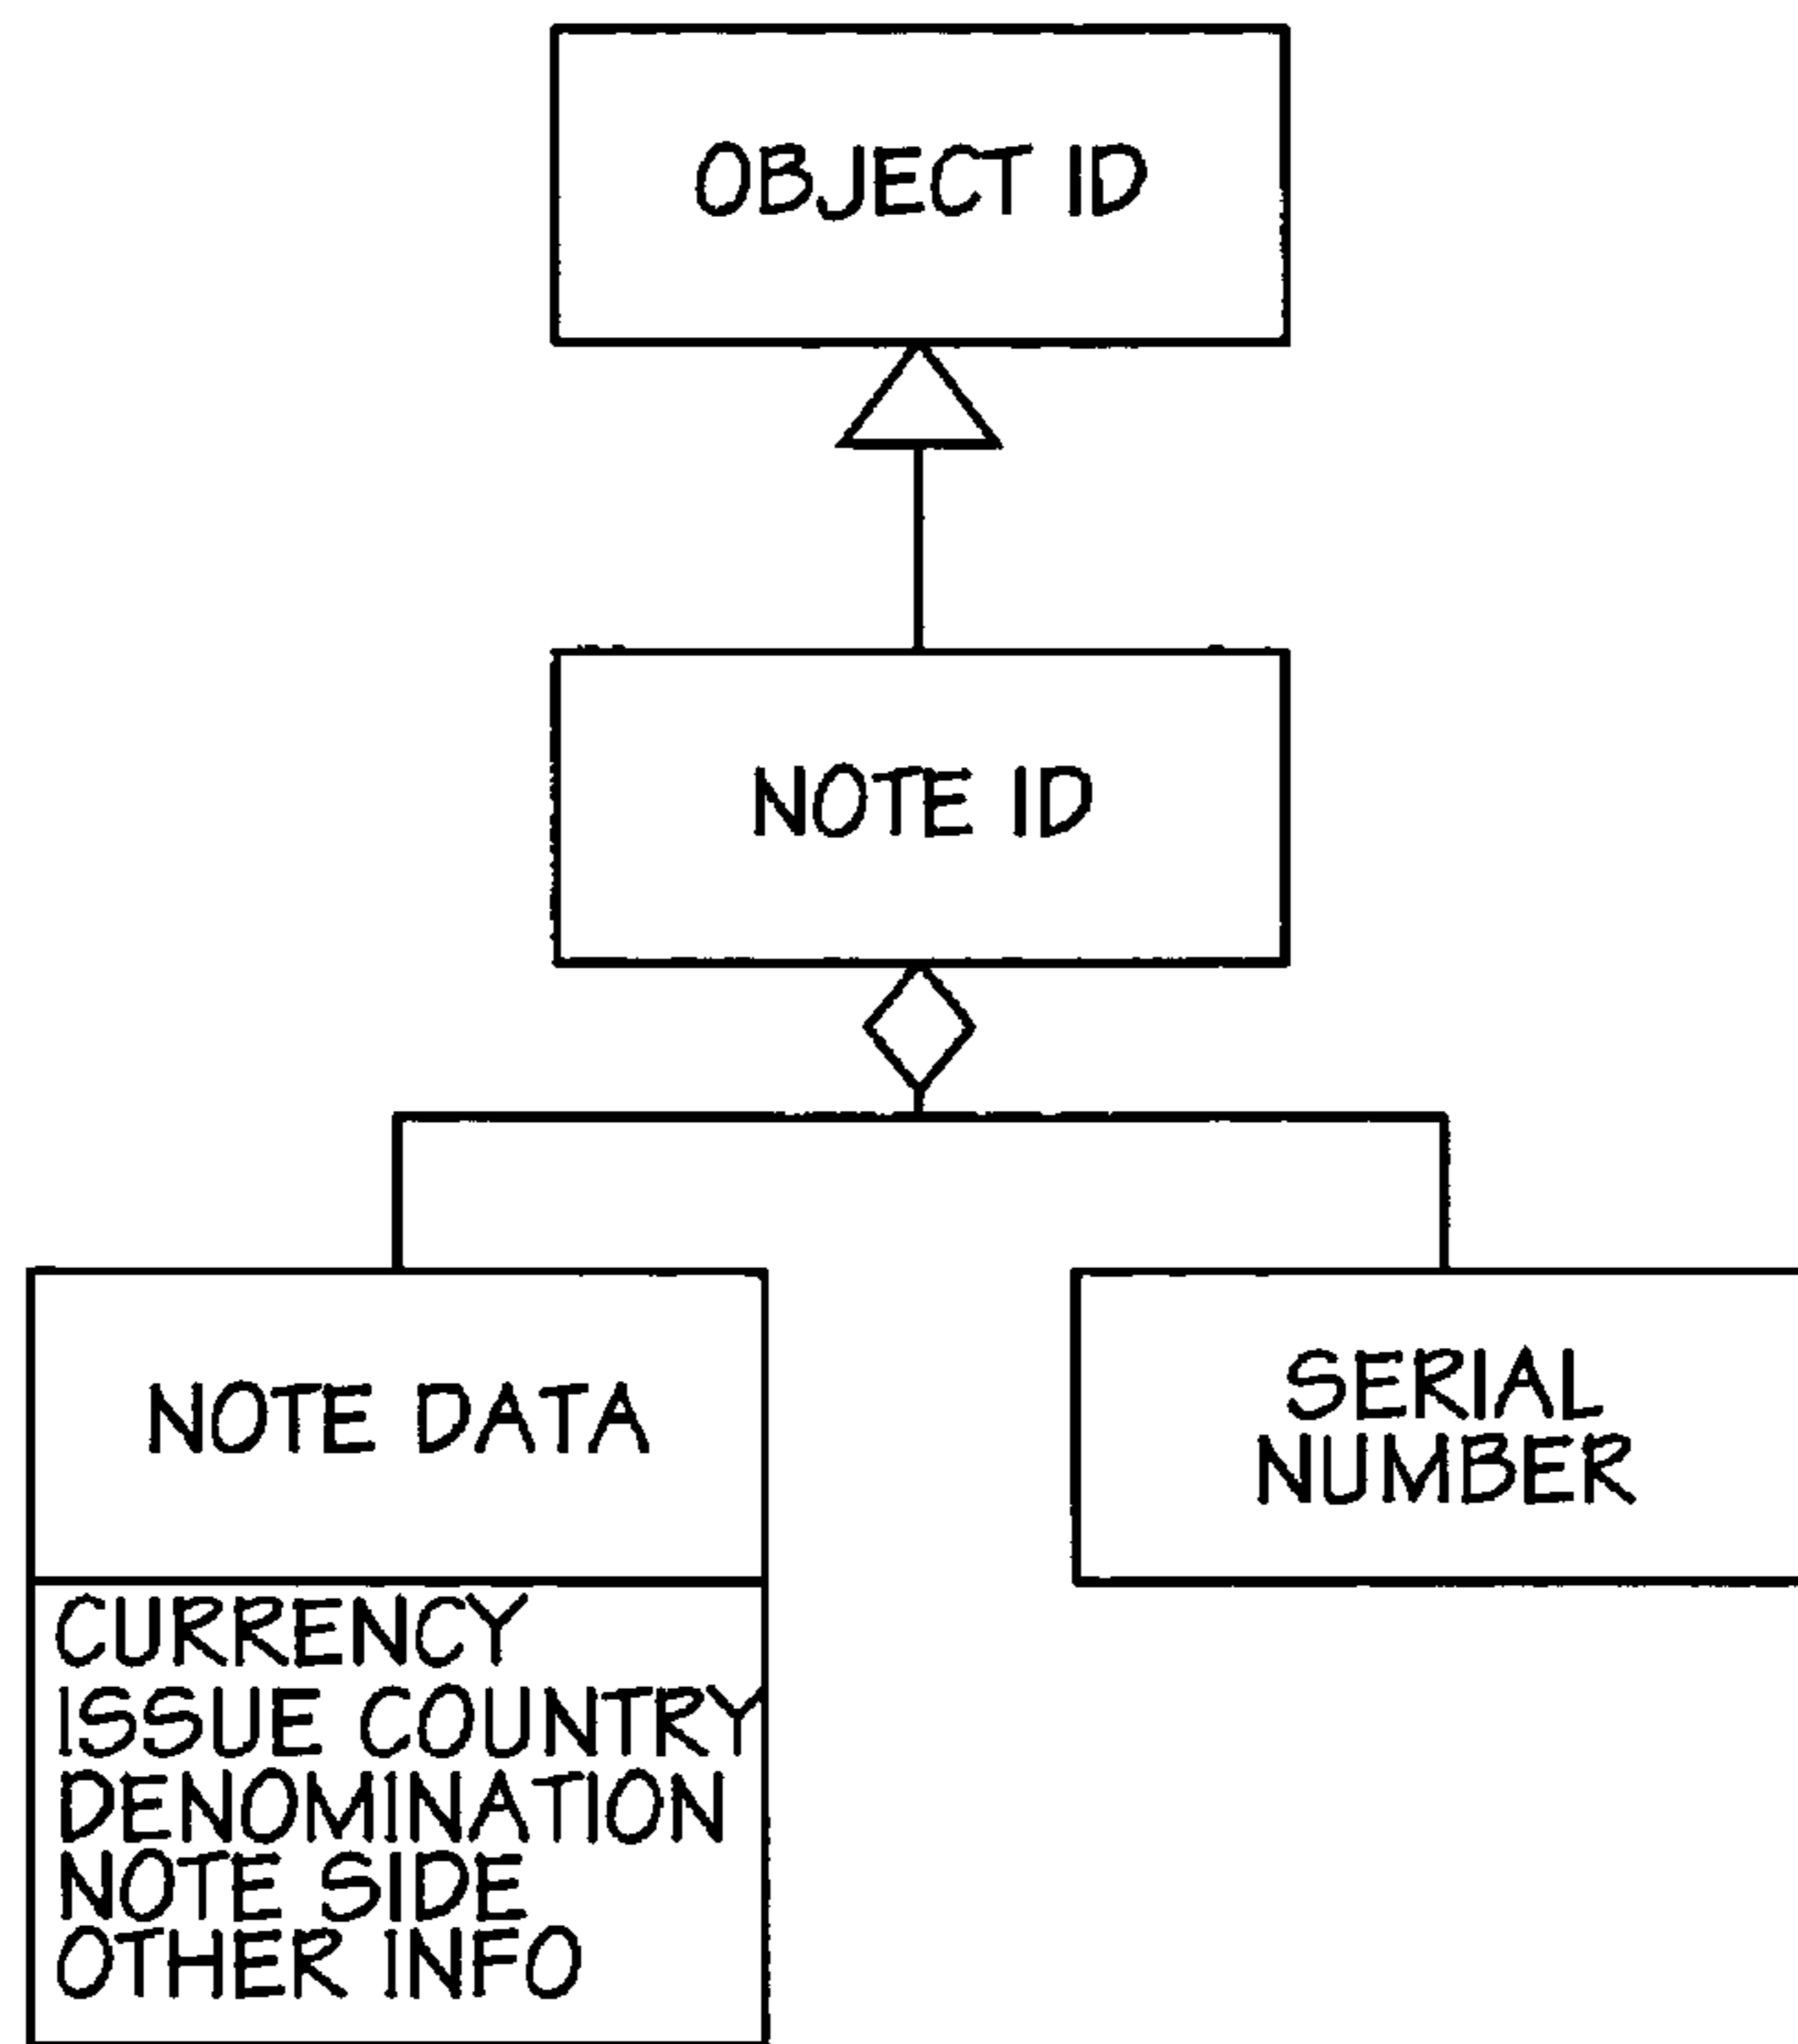 OBJECT ID
NOTE ID
NOTE DATA
SERIAL
NUMBER
CURRENCY
ISSUE COUNTRY
DENOMINATION
NOTE SIDE
OTHER INFO